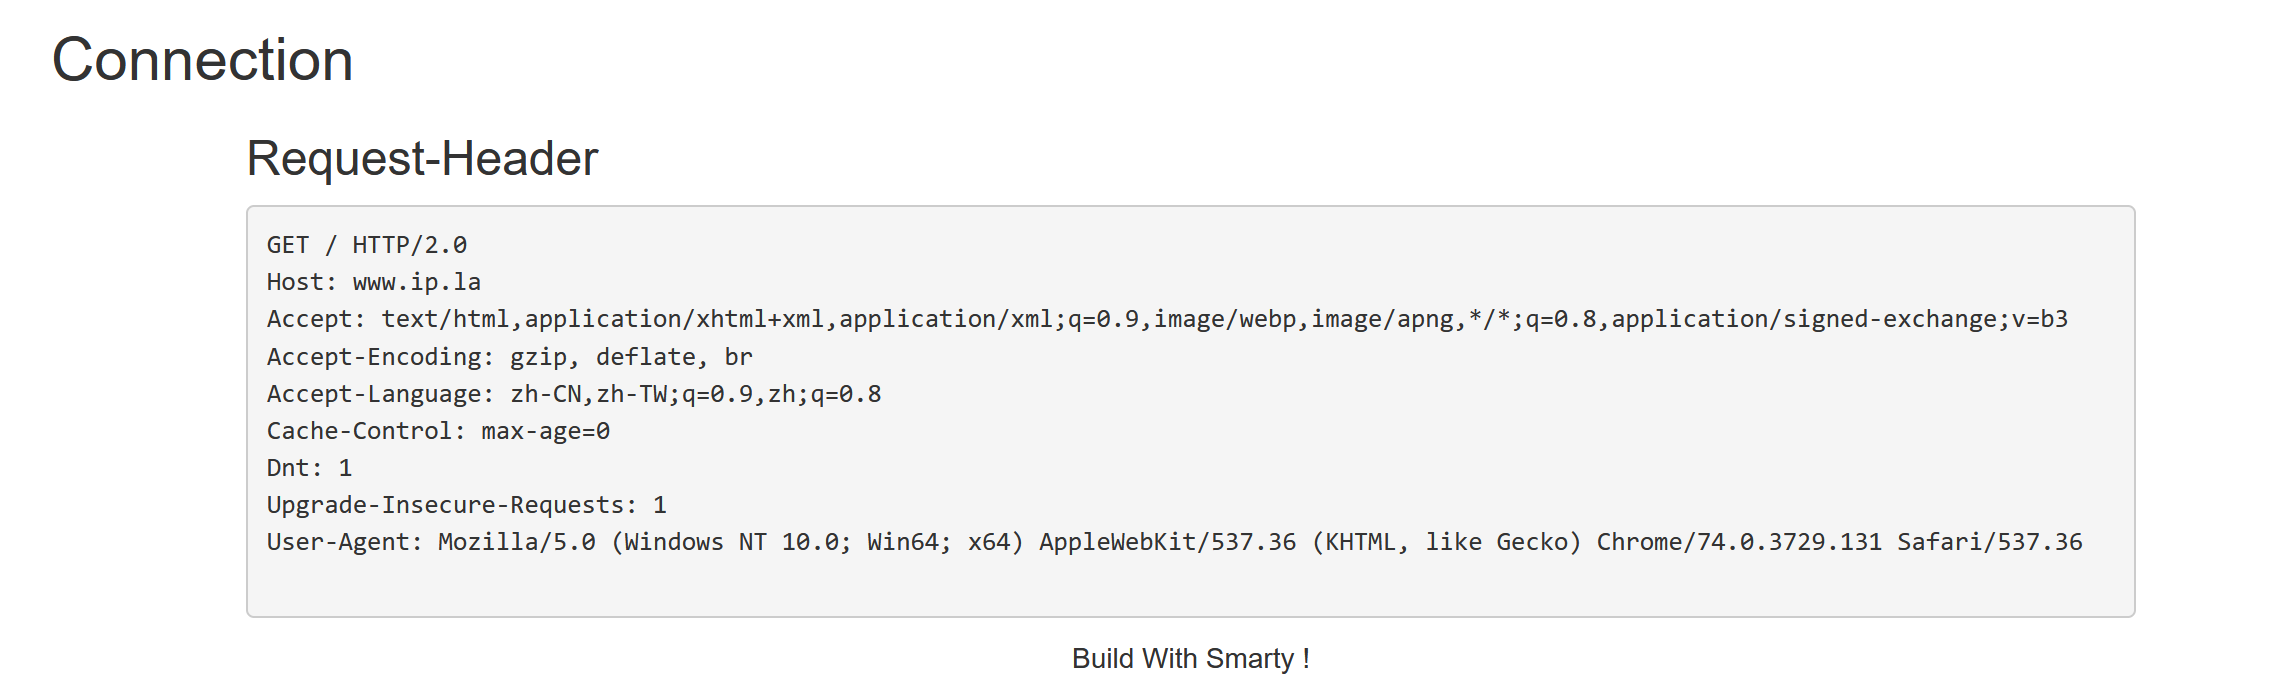 Connection
Request-Header
GET / HTTP/2.0
Host: www.ip.la
Accept: text/html,application/xhtml+xml,application/xml;q=0.9,image/webp,image/apng,*/*;q=0.8,application/signed-exchange;v=b3
Accept-Encoding: gzip, deflate, br
Accept-Language: zh-CN,zh-TW;q=0.9,zh;q=0.8
Cache-Control: max-age=0
Dnt: 1
Upgrade-Insecure-Requests: 1
User-Agent: Mozilla/5.0 (Windows NT 10.0; Win64; x64) AppleWebKit/537.36 (KHTML, like Gecko) Chrome/74.0.3729.131 Safari/537.36
Build With Smarty !